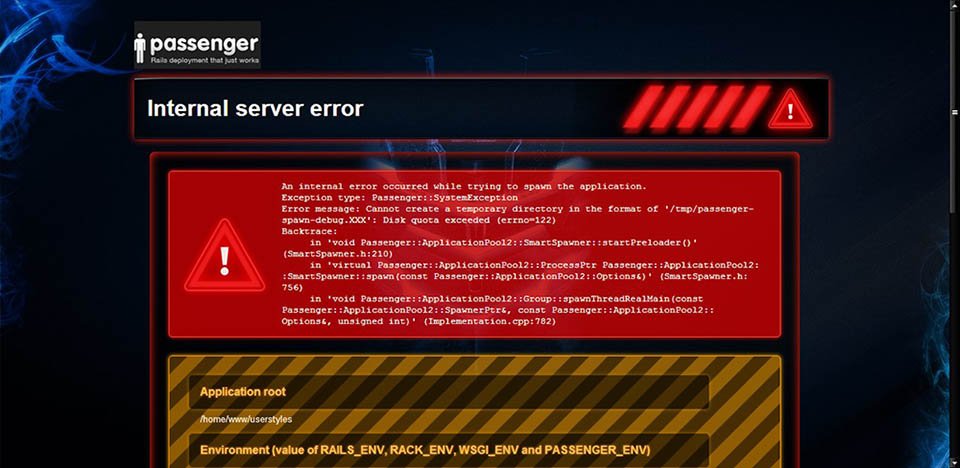 passenger
Rails deployment that just works
Internal server error
An internal error occurred while trying to spawn the application.
Exception type: Passenger::SystemException
Error message: Cannot create a temporary directory in the format of '/tmp/passenger-
spawn-debug.XXX': Disk quota exceeded (errno=122)
Backtrace:
in 'void Passenger::ApplicationPool2::SmartSpawner::startPreloader()'
(SmartSpawner.h:210)
in 'virtual Passenger::ApplicationPool2::ProcessPtr Passenger::ApplicationPool2:
:SmartSpawner::spawn(const Passenger::ApplicationPool2::Options&)' (SmartSpawner.h:
756)
in 'void Passenger::ApplicationPool2::Group::spawnThreadRealMain(const
Passenger::ApplicationPool2::SpawnerPtr&, const Passenger::ApplicationPool2::
Options&, unsigned int)' (Implementation.cpp:782)
Application root
/home/www/userstyles
Environment (value of RAILS_ENV, RACK_ENV, WSGI_ENV and PASSENGER_ENV)